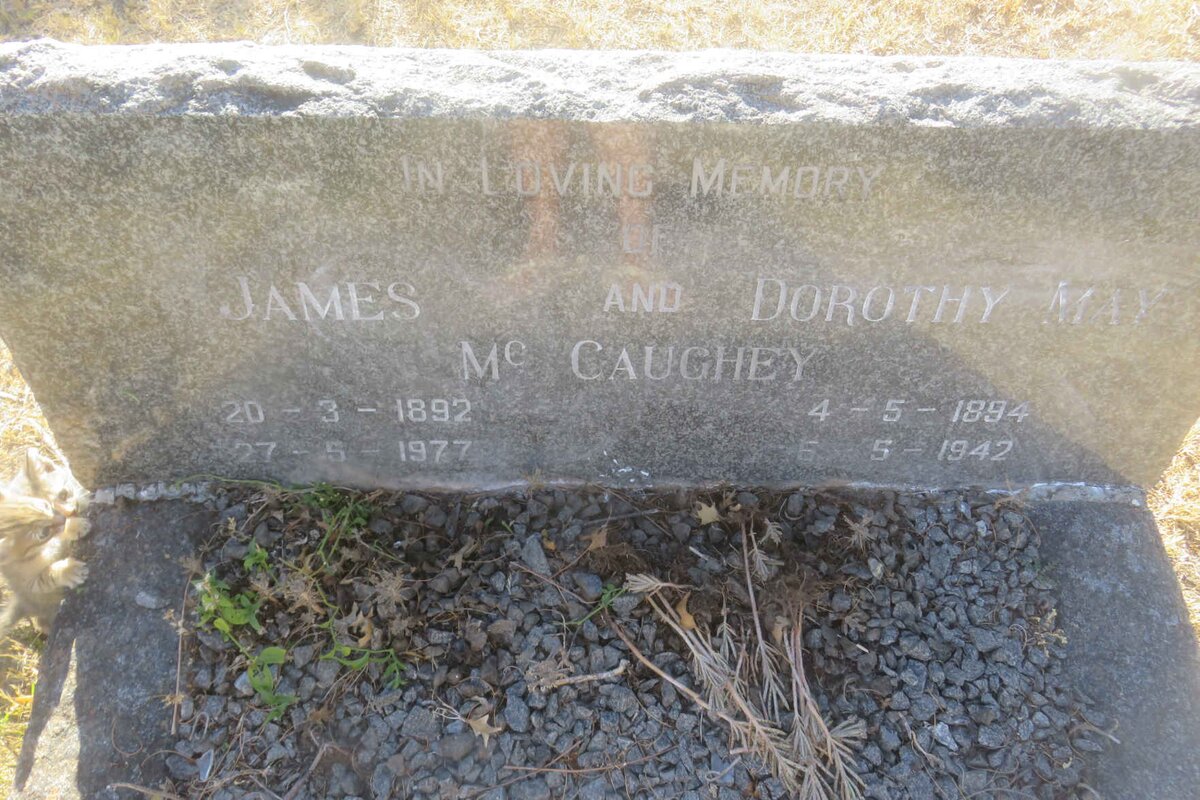 In Loving Memory
of
James and Dorothy May
Mc Caughey
20 - 3 - 1892 4 - 5 - 1894
27 - 5 - 1977 5 - 1942